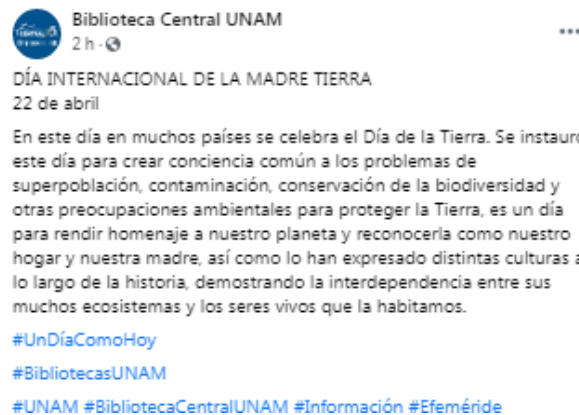 Biblioteca Central UNAM
2 h ·
DÍA INTERNACIONAL DE LA MADRE TIERRA
22 de abril
En este día en muchos países se celebra el Día de la Tierra. Se instauró
este día para crear conciencia común a los problemas de
superpoblación, contaminación, conservación de la biodiversidad y
otras preocupaciones ambientales para proteger la Tierra, es un día
para rendir homenaje a nuestro planeta y reconocerla como nuestro
hogar y nuestra madre, así como lo han expresado distintas culturas a
lo largo de la historia, demostrando la interdependencia entre sus
muchos ecosistemas y los seres vivos que la habitamos.
#UnDíaComoHoy
#BibliotecasUNAM
#UNAM #BibliotecaCentralUNAM #Información #Efeméride